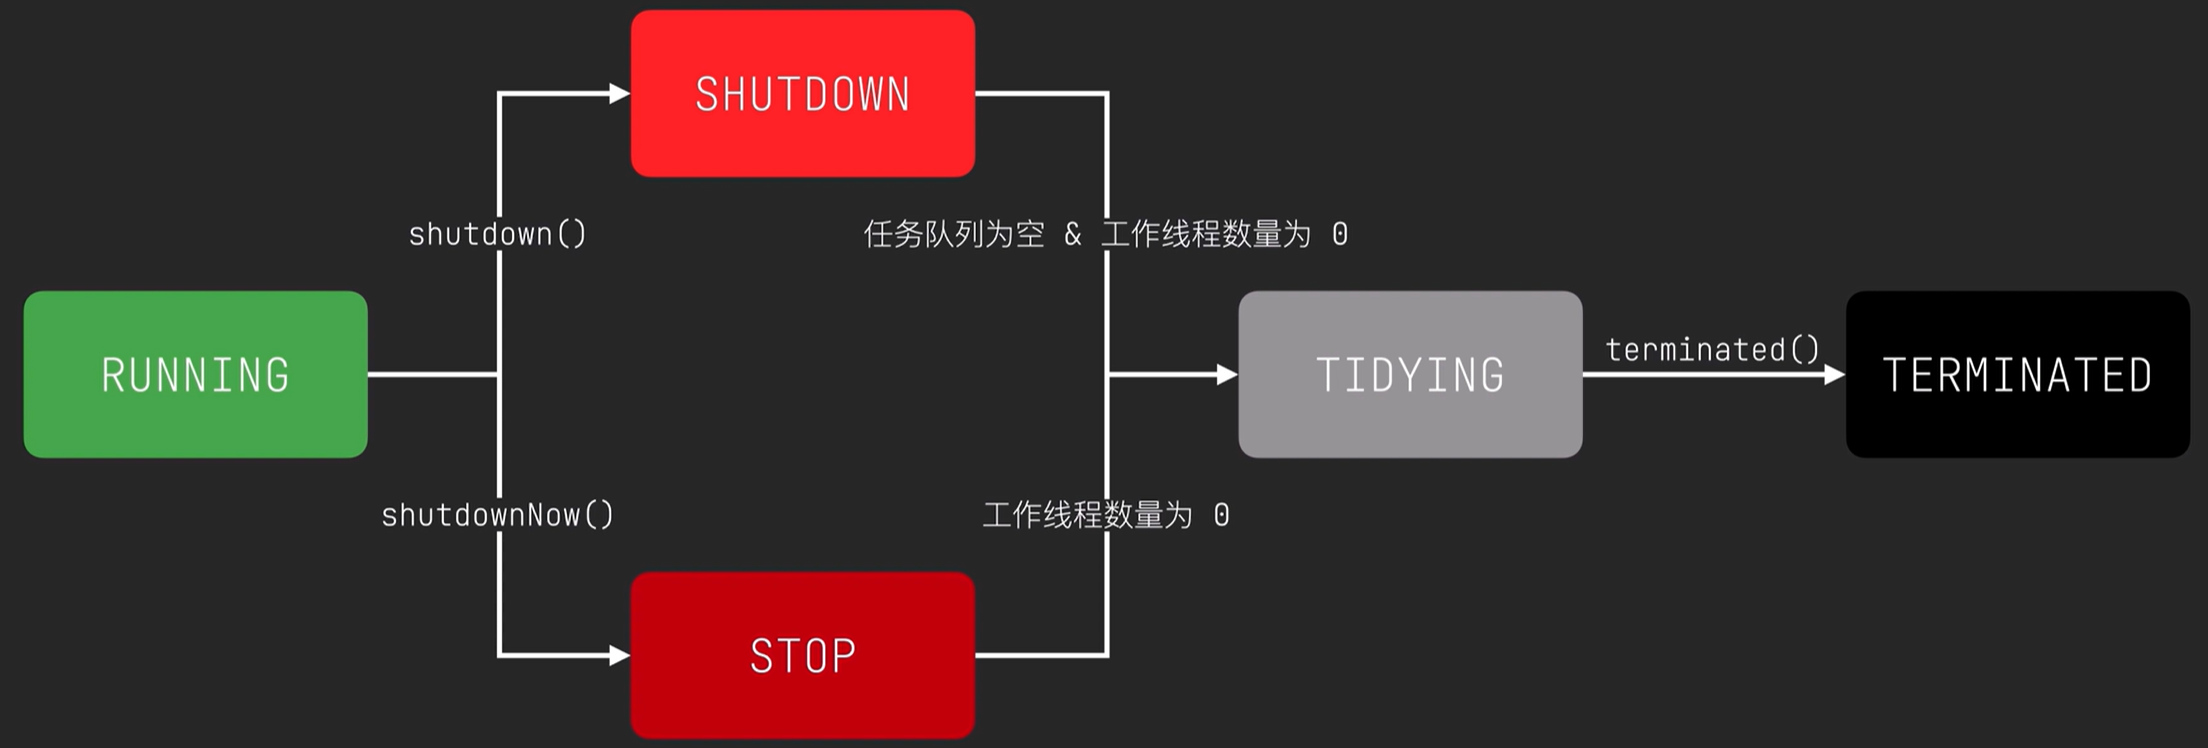 SHUTDOWN
shutdown()
任务队列为空 & 工作线程数量为 0
RUNNING
TIDYING
terminated()
TERMINATED
shutdownNow()
工作线程数量为 0
STOP